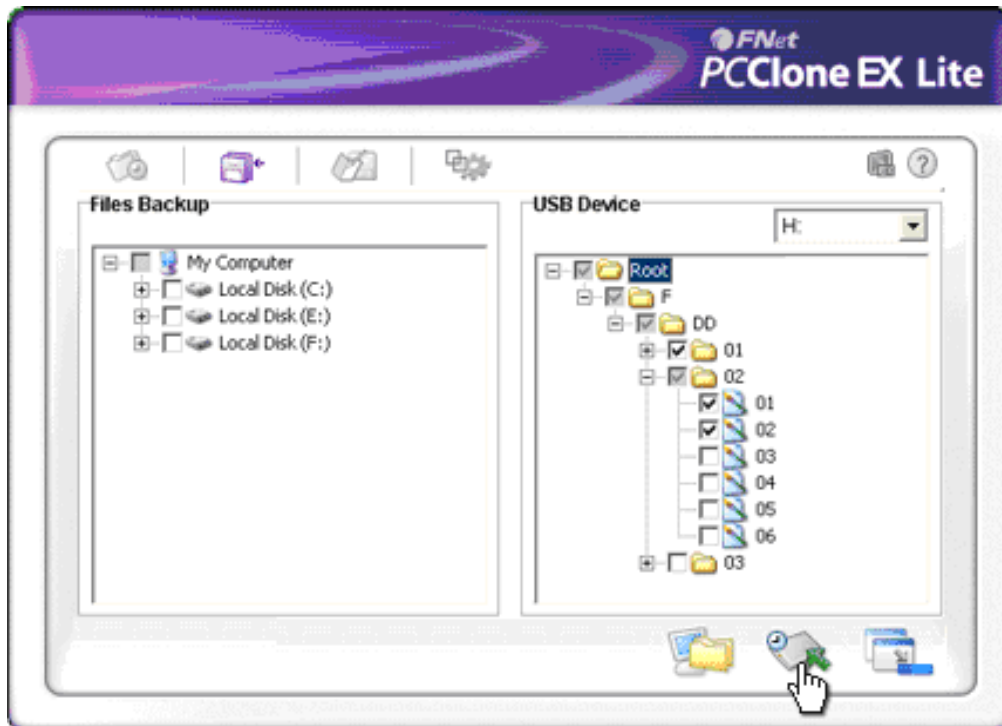 FNet
PCClone EX Lite
Files Backup
My Computer
Local Disk (C:)
Local Disk (E:)
Local Disk (F:)
USB Device
H:
Root
F
DD
01
02
01
02
03
04
05
06
03